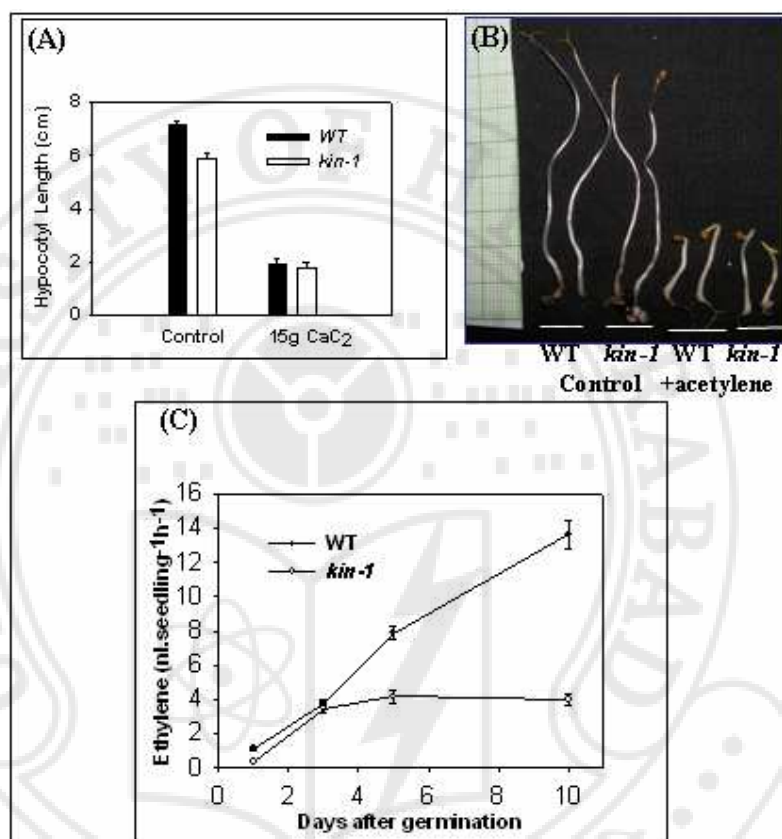 (A)
Hypocotyl Length (cm)
8
6
4
2
0
WT
kin-1
Control 15g CaC2
(B)
WT kin-1 WT kin-1
Control +acetylene
(C)
Ethylene (nl.seedling-1h-1)
16
14
12
10
8
6
4
2
0
WT
kin-1
0 2 4 6 8 10
Days after germination